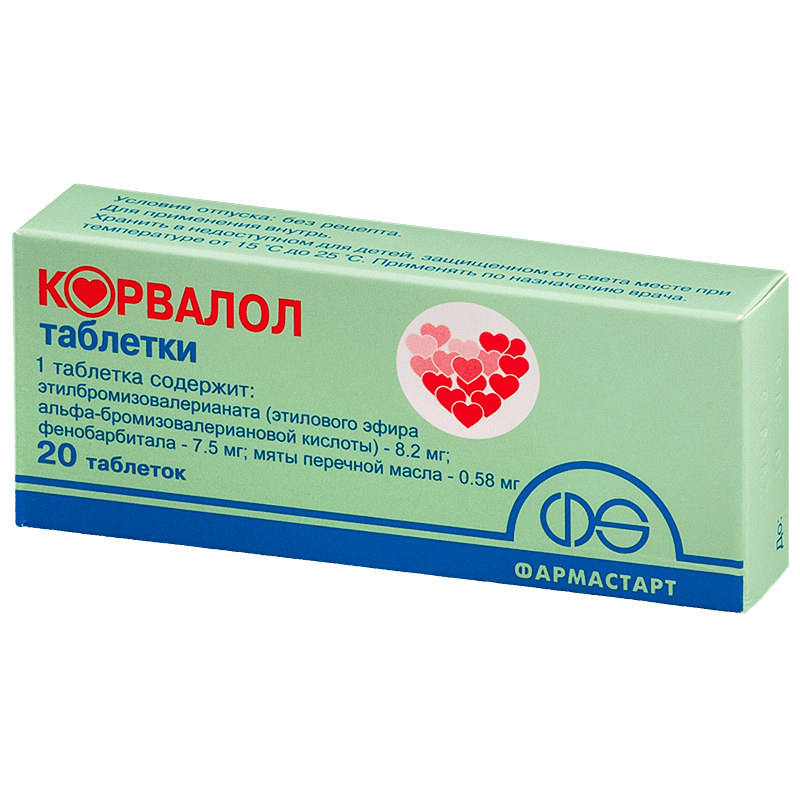 Условия отпуска: без рецепта.
Для применения внутрь.
Хранить в недоступном для детей, защищенном от света месте при
температуре от 15 °С до 25 °С. Применять по назначению врача.
КОРВАЛОЛ
таблетки
1 таблетка содержит:
этилбромизовалерианата (этилового эфира
альфа-бромизовалериановой кислоты) - 8.2 мг;
фенобарбитала - 7.5 мг; мяты перечной масла - 0.58 мг
20 таблеток
ФАРМАСТАРТ
До: